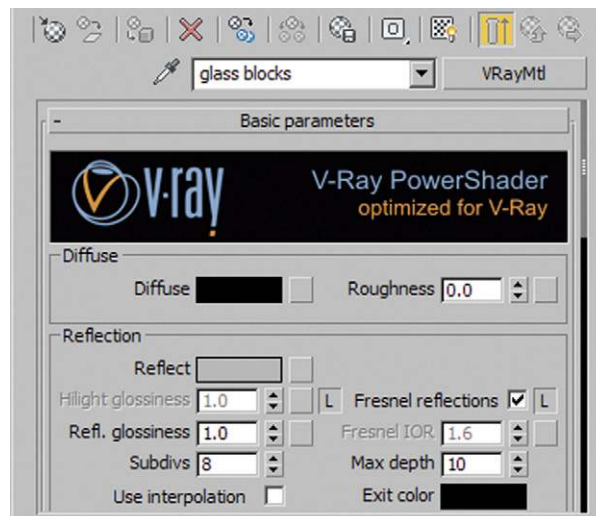 glass blocks VRayMtl
- Basic parameters
v·ray V-Ray PowerShader
optimized for V-Ray
Diffuse
Diffuse Roughness 0.0
Reflection
Reflect
Hilight glossiness 1.0 L Fresnel reflections L
Refl. glossiness 1.0 Fresnel IOR 1.6
Subdivs 8 Max depth 10
Use interpolation Exit color